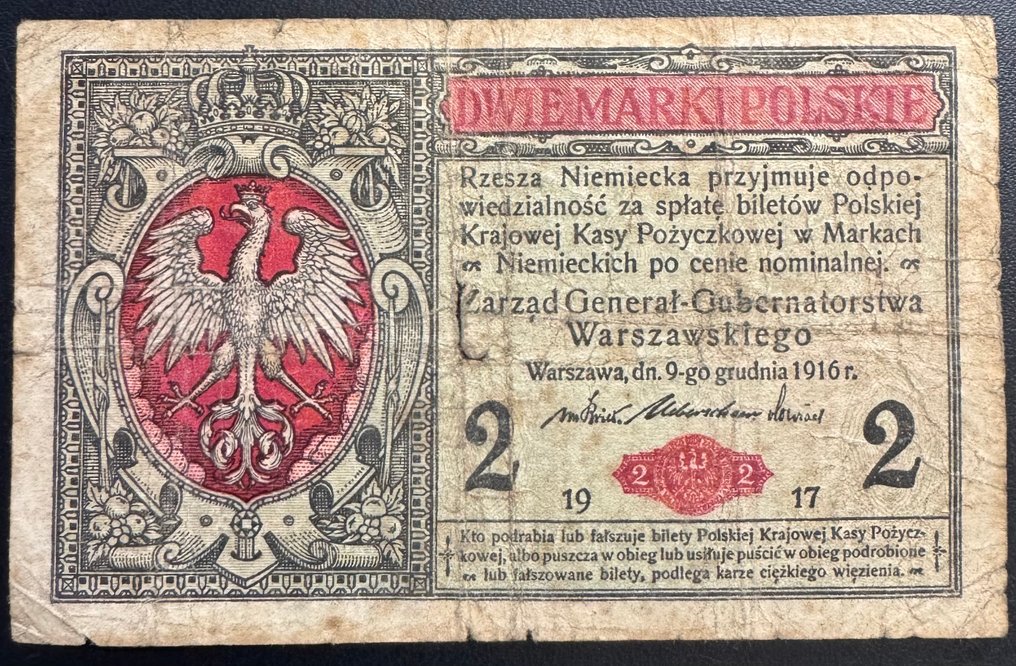 DWIE MARKI POLSKIE
Rzesza Niemiecka przyjmuje odpo-
wiedzialność za spłatę biletów Polskiej
Krajowej Kasy Pożyczkowej w Markach
Niemieckich po cenie nominalnej.
Zarząd Generał-Gubernatorstwa
Warszawskiego
Warszawa, dn. 9-go grudnia 1916 r.
2 2
2 2
19 17
Kto podrabia lub fałszuje bilety Polskiej Krajowej Kasy Pożycz-
kowej, albo puszcza w obieg lub usiłuje puścić w obieg podrobione
lub fałszowane bilety, podlega karze ciężkiego więzienia.